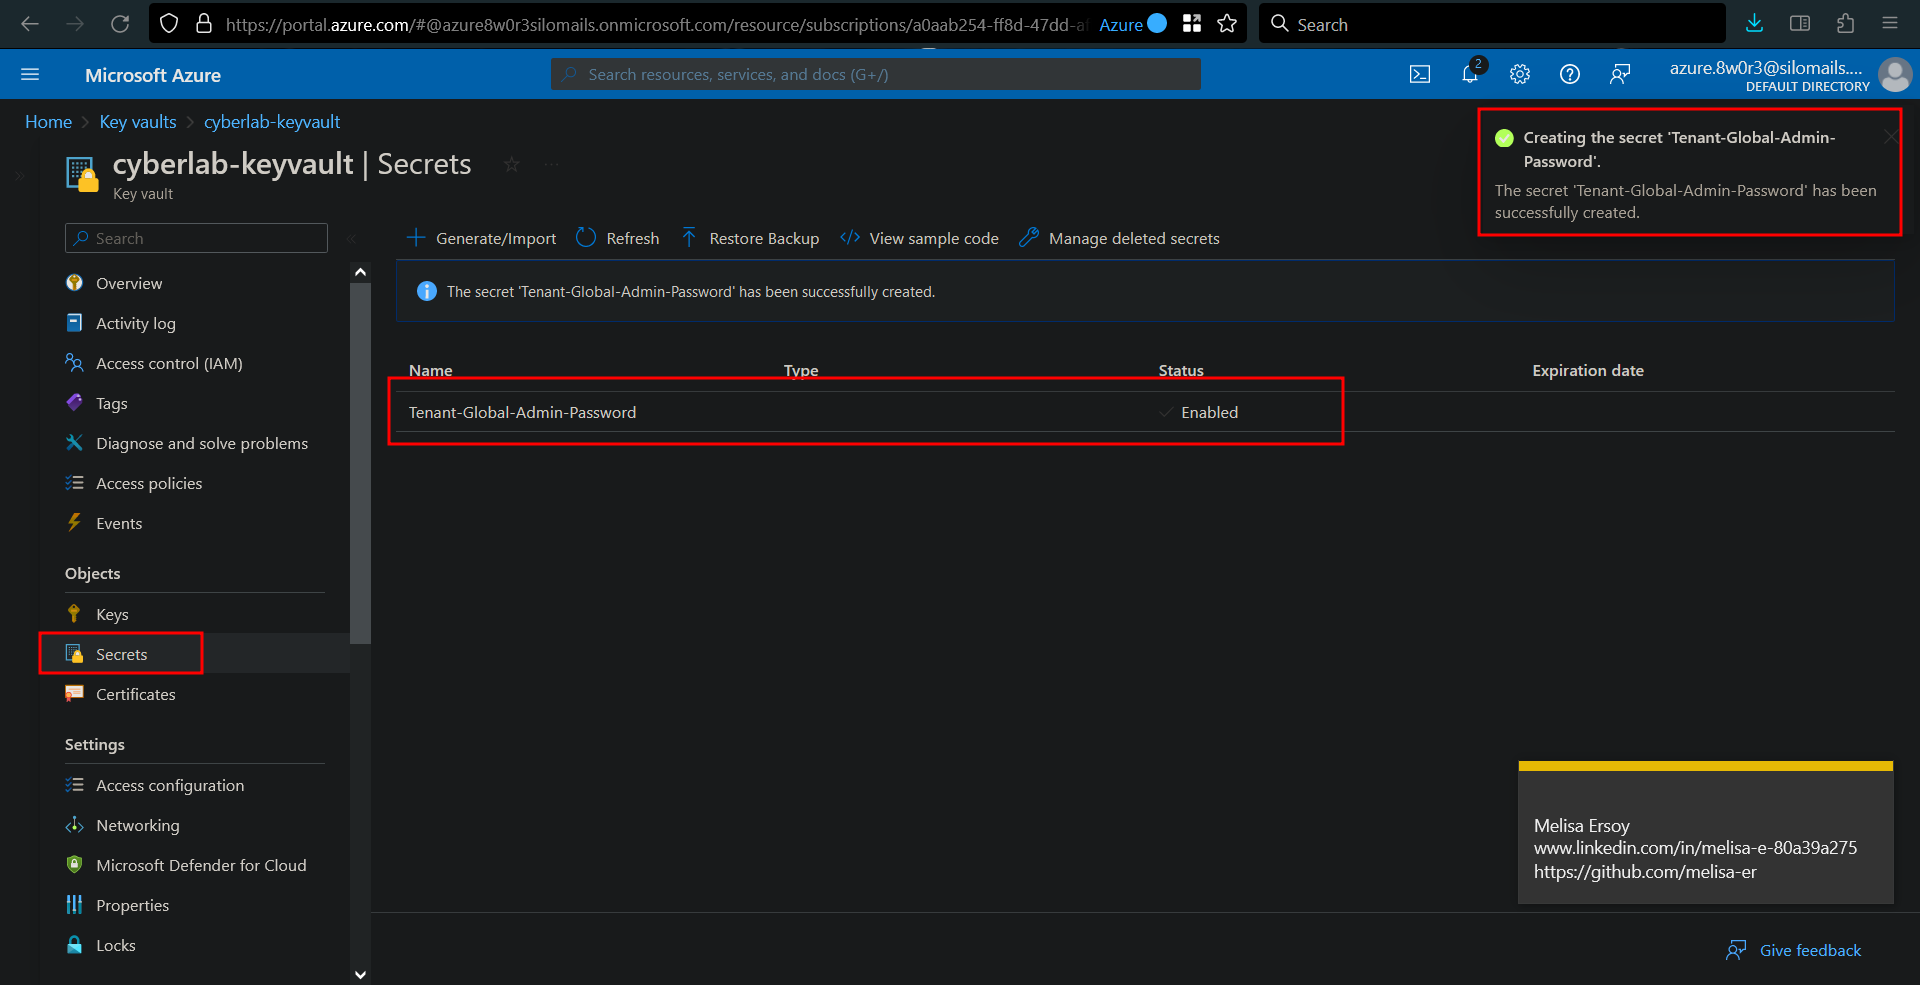 https://portal.azure.com/#@azure8w0r3silomails.onmicrosoft.com/resource/subscriptions/a0aab254-ff8d-47dd-a
Azure
Search
Microsoft Azure
Search resources, services, and docs (G+/)
2
azure.8w0r3@silomails....
DEFAULT DIRECTORY
Home > Key vaults > cyberlab-keyvault
cyberlab-keyvault | Secrets
Key vault
Creating the secret 'Tenant-Global-Admin-
Password'.
The secret 'Tenant-Global-Admin-Password' has been
successfully created.
Search
Generate/Import
Refresh
Restore Backup
View sample code
Manage deleted secrets
The secret 'Tenant-Global-Admin-Password' has been successfully created.
Name Type Status Expiration date
Tenant-Global-Admin-Password Enabled
Overview
Activity log
Access control (IAM)
Tags
Diagnose and solve problems
Access policies
Events
Objects
Keys
Secrets
Certificates
Settings
Access configuration
Networking
Microsoft Defender for Cloud
Properties
Locks
Melisa Ersoy
www.linkedin.com/in/melisa-e-80a39a275
https://github.com/melisa-er
Give feedback